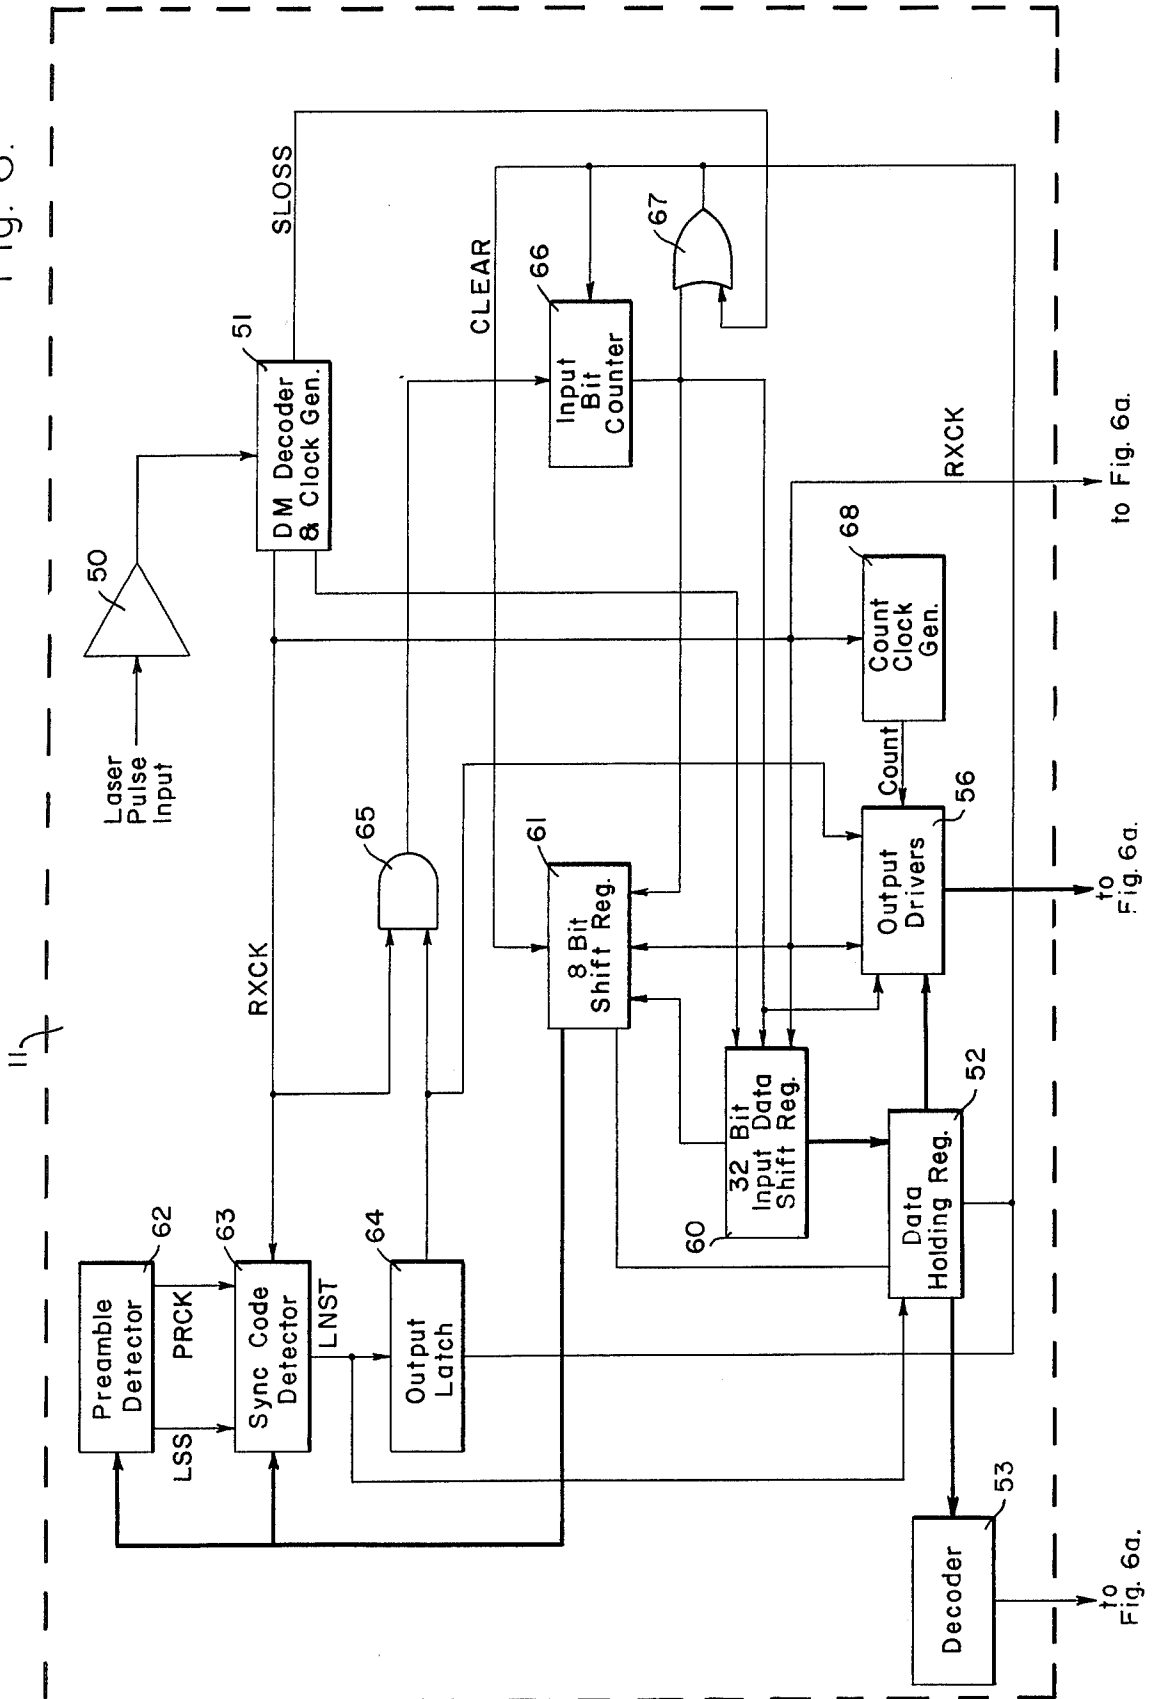 Fig. 6.
11
Laser
Pulse
Input
50
51
DM Decoder
& Clock Gen.
SLOSS
RXCK
62
Preamble
Detector
LSS
PRCK
63
Sync Code
Detector
LNST
64
Output
Latch
65
CLEAR
66
Input
Bit
Counter
67
61
8 Bit
Shift Reg.
60
32 Bit
Input Data
Shift Reg.
52
Data
Holding Reg.
53
Decoder
56
Output
Drivers
Count
68
Count
Clock
Gen.
RXCK
to Fig. 6a.
to
Fig. 6a.
to
Fig. 6a.